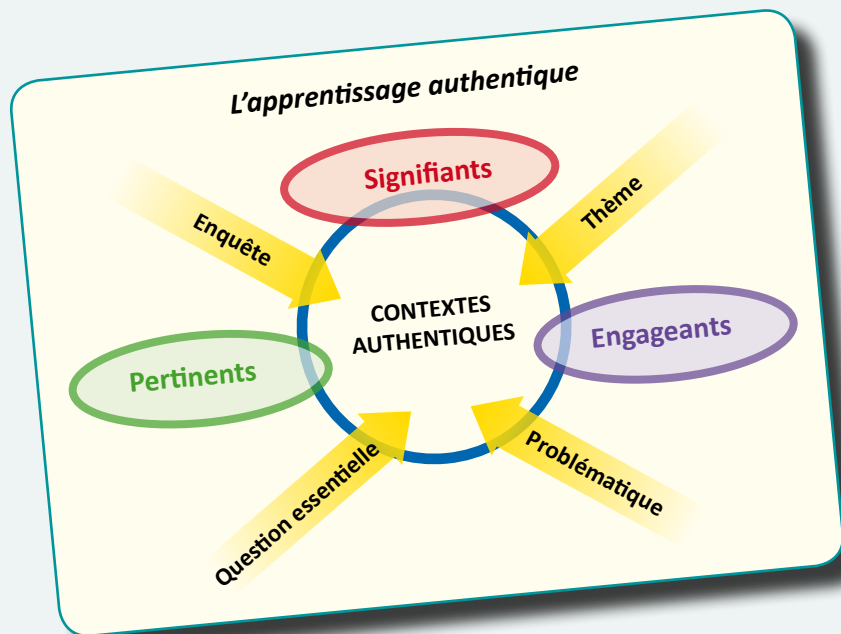 L'apprentissage authentique
Signifiants
Enquête
Thème
CONTEXTES
AUTHENTIQUES
Engageants
Pertinents
Question essentielle
Problématique